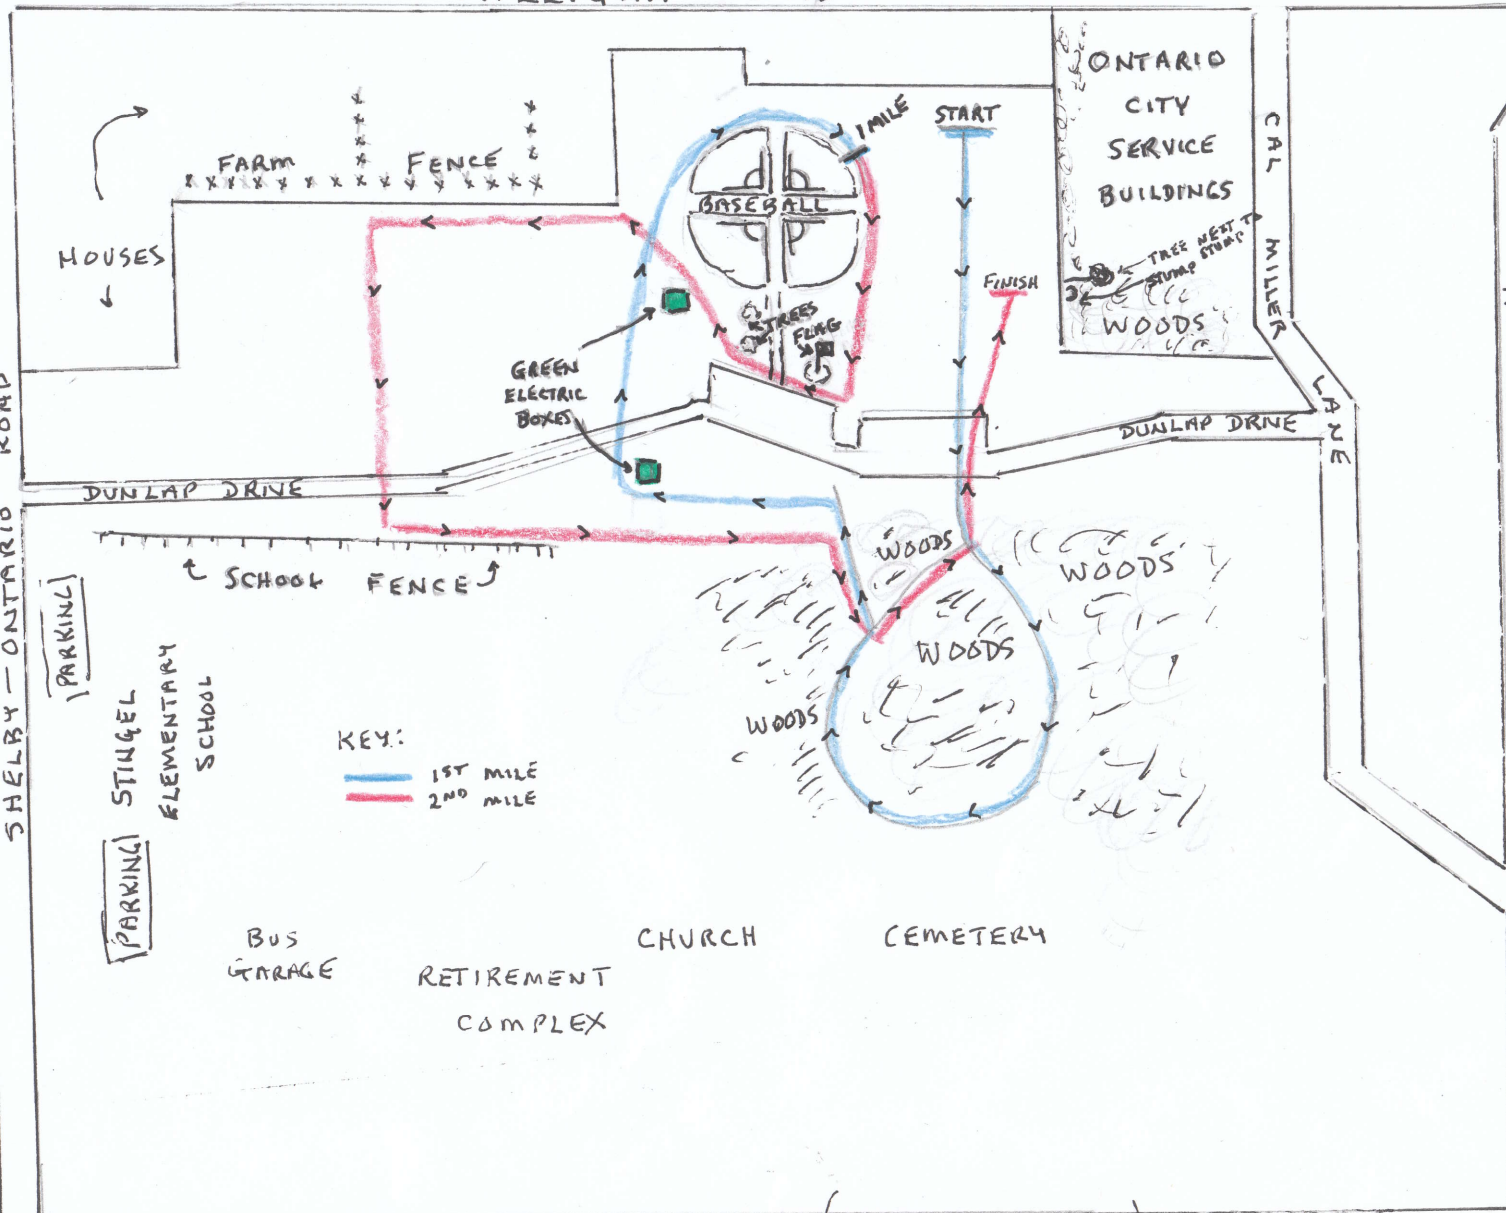 ONTARIO
CITY
SERVICE
BUILDINGS
START
1 MILE
FARM FENCE
BASEBALL
HOUSES
TREE NEXT TO
STUMP STUMP
WOODS
FINISH
TREES
FLAG
GREEN
ELECTRIC
BOXES
CAL MILLER LANE
DUNLAP DRIVE
DUNLAP DRIVE
SHELBY - ONTARIO ROAD
SCHOOL FENCE
WOODS
WOODS
WOODS
WOODS
PARKING
STINGEL
ELEMENTARY
SCHOOL
KEY:
1ST MILE
2ND MILE
PARKING
BUS
GARAGE
RETIREMENT
COMPLEX
CHURCH
CEMETERY